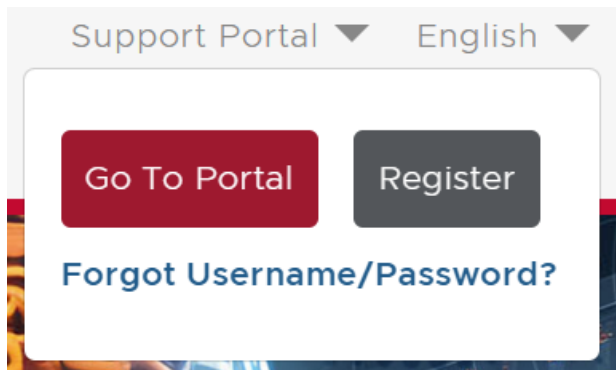 Support Portal English
Go To Portal Register
Forgot Username/Password?